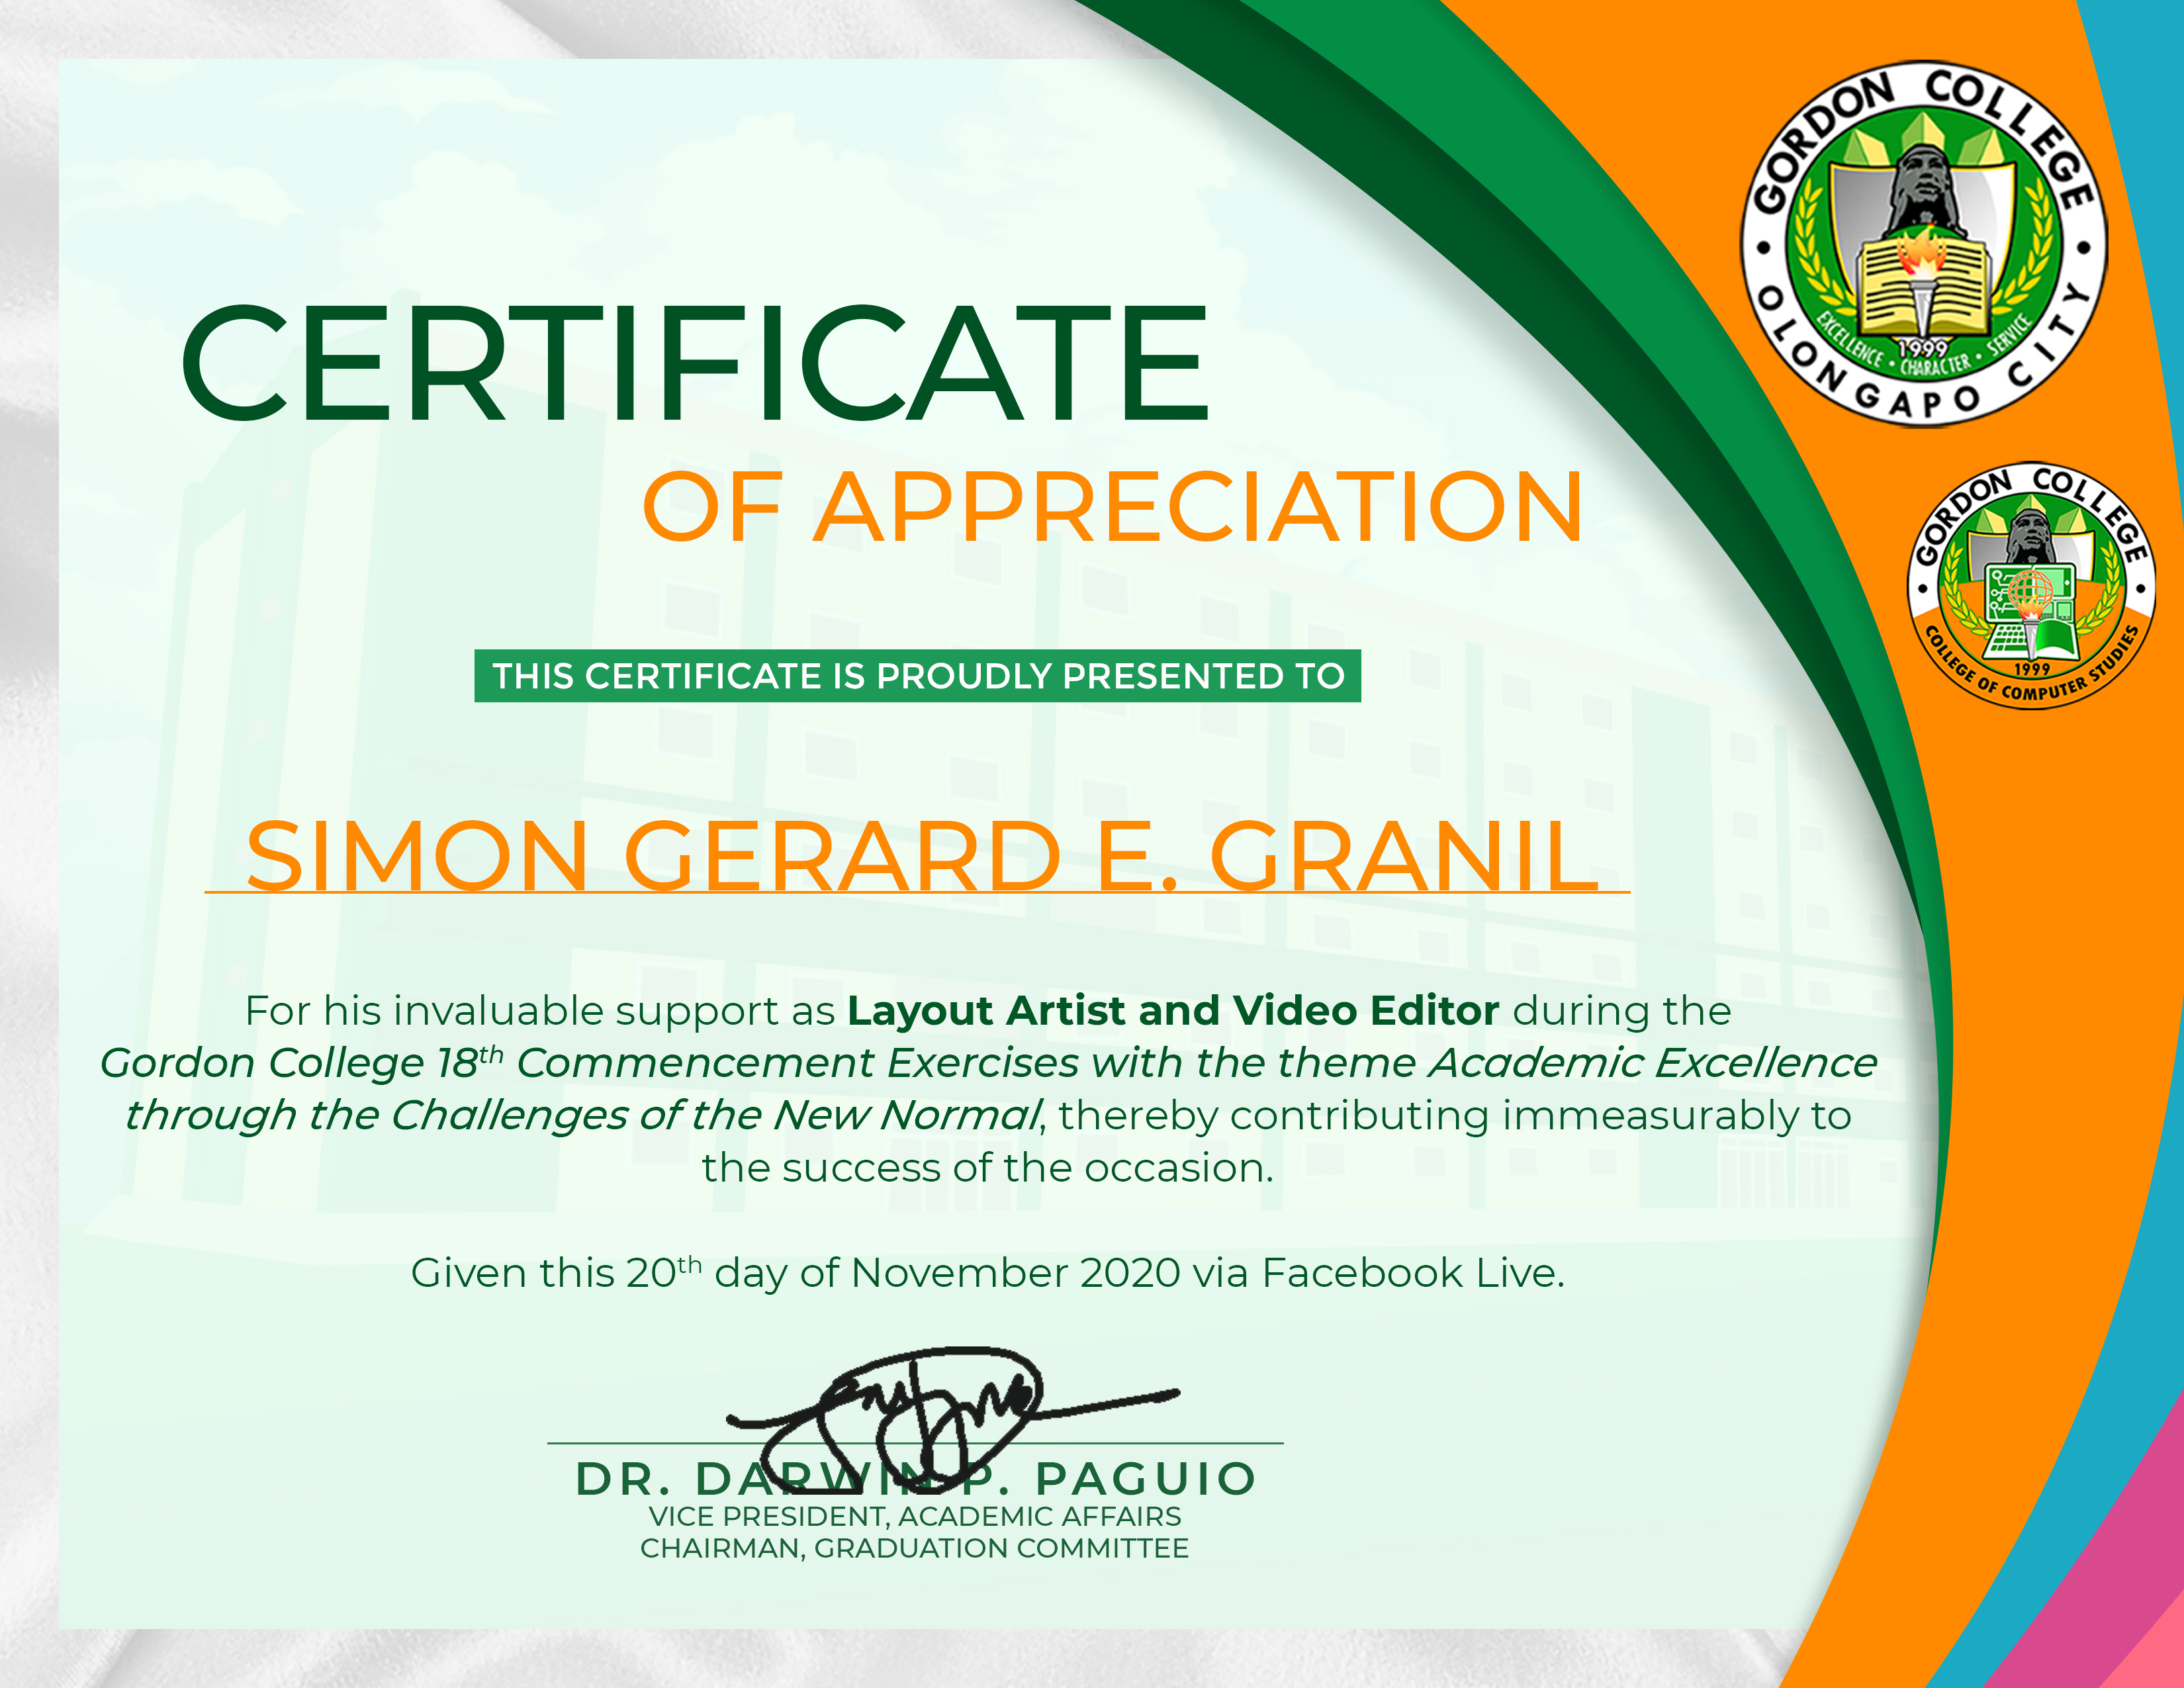 CERTIFICATE
OF APPRECIATION
THIS CERTIFICATE IS PROUDLY PRESENTED TO
SIMON GERARD E. GRANIL
For his invaluable support as Layout Artist and Video Editor during the
Gordon College 18th Commencement Exercises with the theme Academic Excellence
through the Challenges of the New Normal, thereby contributing immeasurably to
the success of the occasion.
Given this 20th day of November 2020 via Facebook Live.
DR. DARWIN P. PAGUIO
VICE PRESIDENT, ACADEMIC AFFAIRS
CHAIRMAN, GRADUATION COMMITTEE
GORDON COLLEGE
1999
EXCELLENCE • CHARACTER • SERVICE
OLONGAPO CITY
GORDON COLLEGE
1999
COLLEGE OF COMPUTER STUDIES